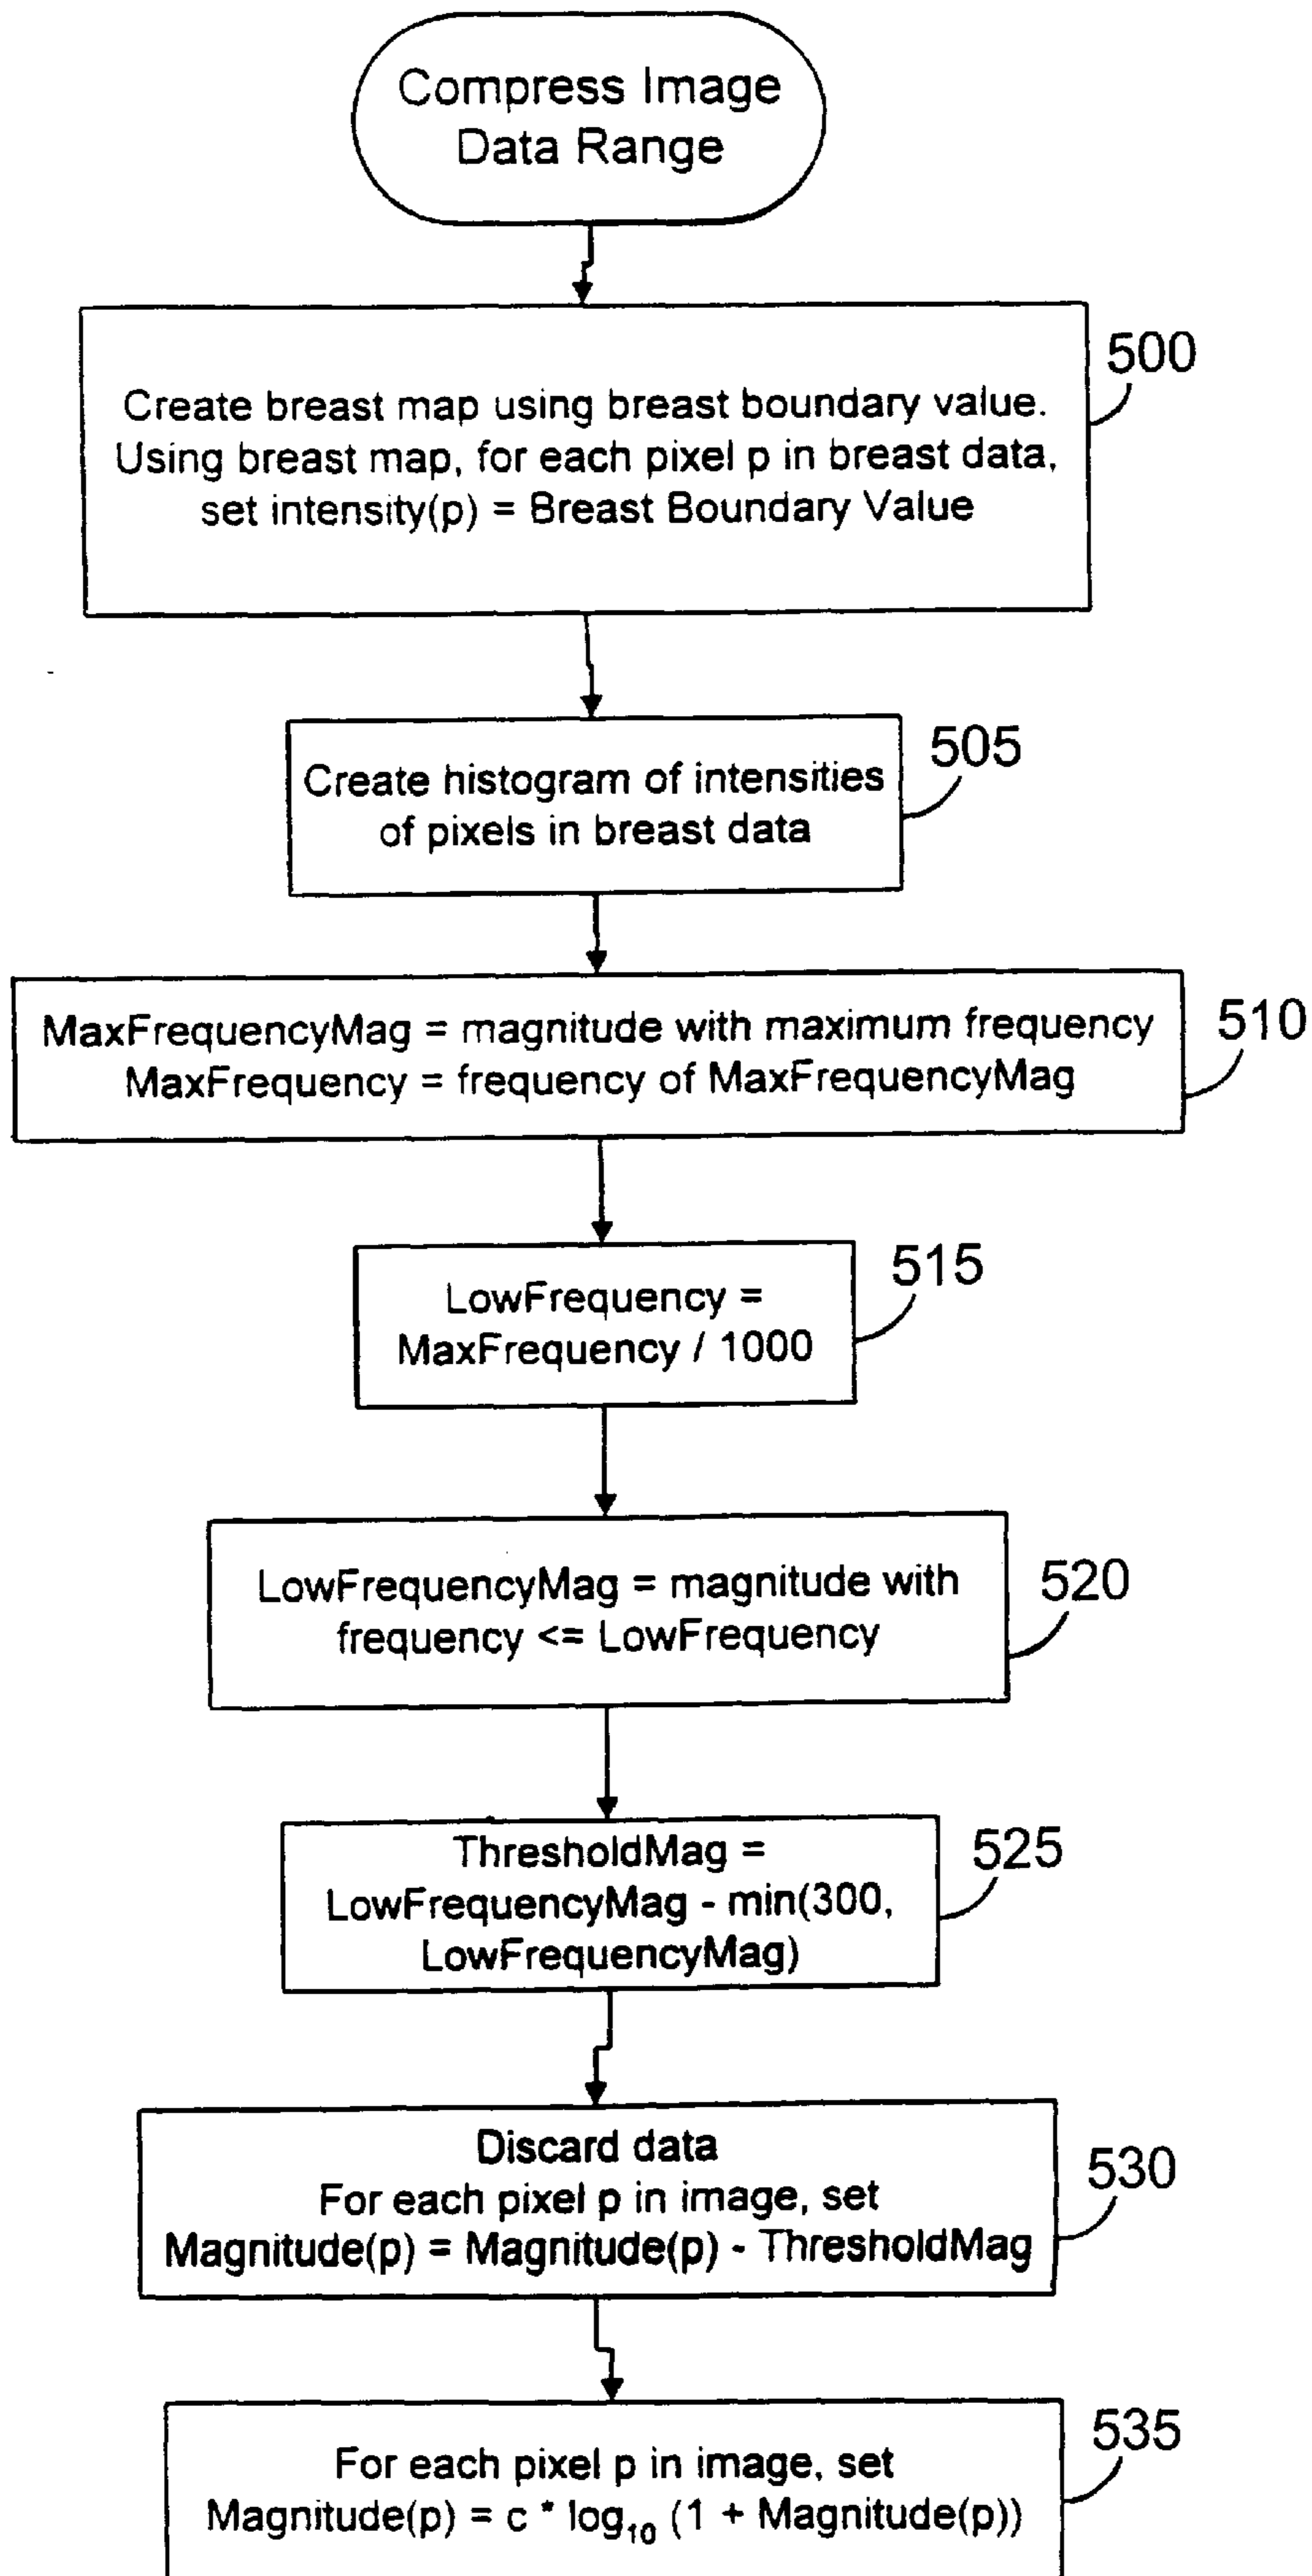 Compress Image
Data Range
500
Create breast map using breast boundary value.
Using breast map, for each pixel p in breast data,
set intensity(p) = Breast Boundary Value
505
Create histogram of intensities
of pixels in breast data
510
MaxFrequencyMag = magnitude with maximum frequency
MaxFrequency = frequency of MaxFrequencyMag
515
LowFrequency =
MaxFrequency / 1000
520
LowFrequencyMag = magnitude with
frequency <= LowFrequency
525
ThresholdMag =
LowFrequencyMag - min(300,
LowFrequencyMag)
530
Discard data
For each pixel p in image, set
Magnitude(p) = Magnitude(p) - ThresholdMag
535
For each pixel p in image, set
Magnitude(p) = c * log₁₀ (1 + Magnitude(p))